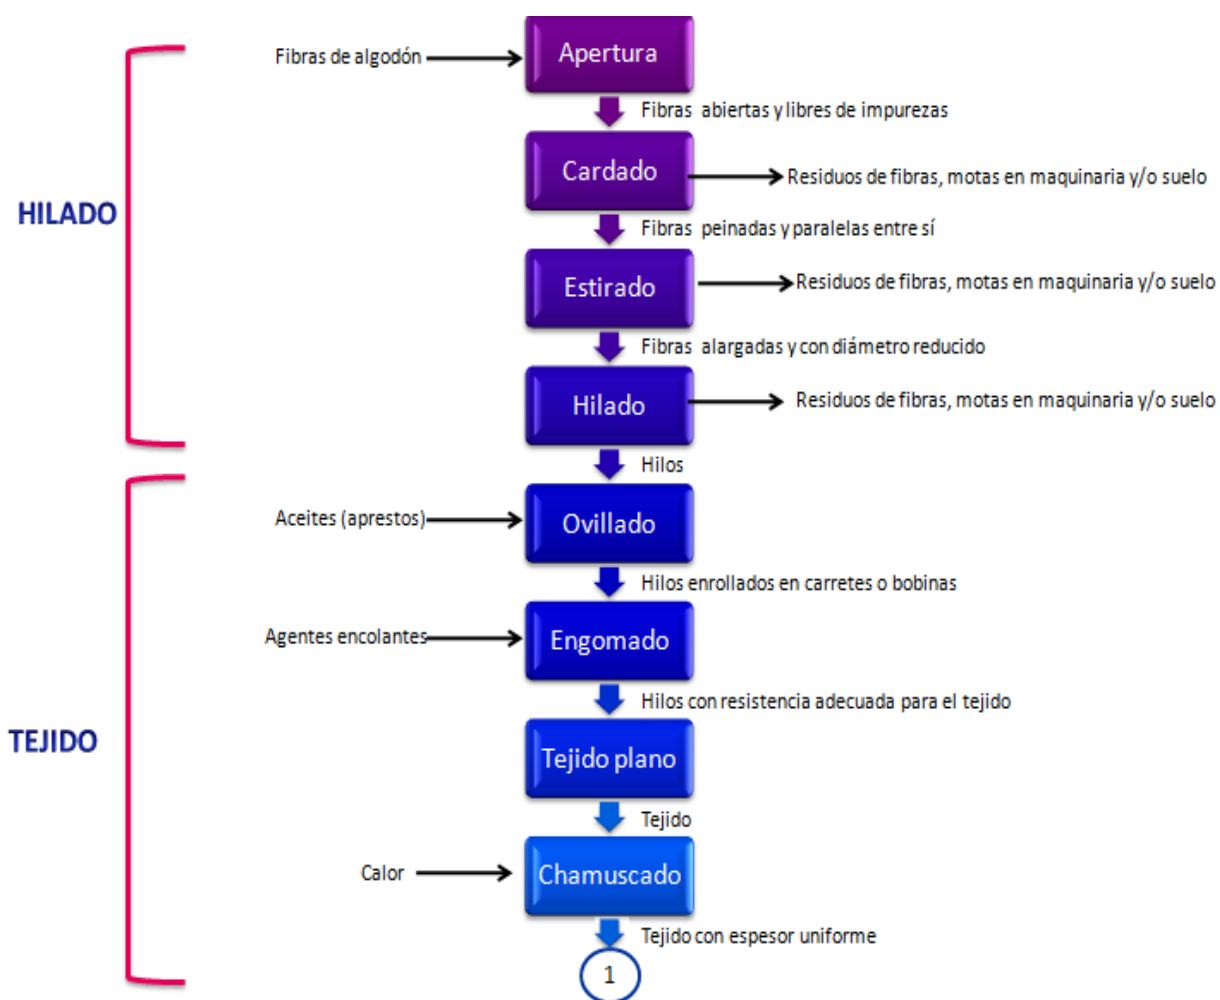 Fibras de algodón
Apertura
Fibras abiertas y libres de impurezas
HILADO
Cardado
Residuos de fibras, motas en maquinaria y/o suelo
Fibras peinadas y paralelas entre sí
Estirado
Residuos de fibras, motas en maquinaria y/o suelo
Fibras alargadas y con diámetro reducido
Hilado
Residuos de fibras, motas en maquinaria y/o suelo
Hilos
TEJIDO
Aceites (aprestos)
Ovillado
Hilos enrollados en carretes o bobinas
Agentes encolantes
Engomado
Hilos con resistencia adecuada para el tejido
Tejido plano
Tejido
Calor
Chamuscado
Tejido con espesor uniforme
1